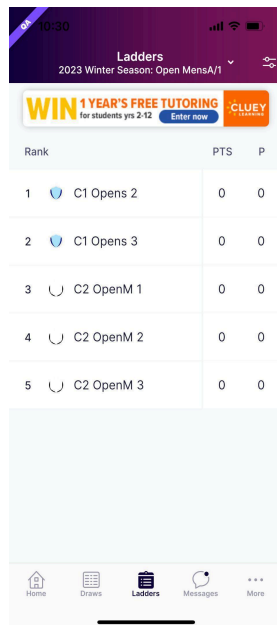 QA
10:30
Ladders
2023 Winter Season: Open MensA/1
WIN 1 YEAR'S FREE TUTORING
for students yrs 2-12 Enter now
CLUEY
LEARNING
Rank PTS P
1 C1 Opens 2 0 0
2 C1 Opens 3 0 0
3 C2 OpenM 1 0 0
4 C2 OpenM 2 0 0
5 C2 OpenM 3 0 0
Home Draws Ladders Messages More